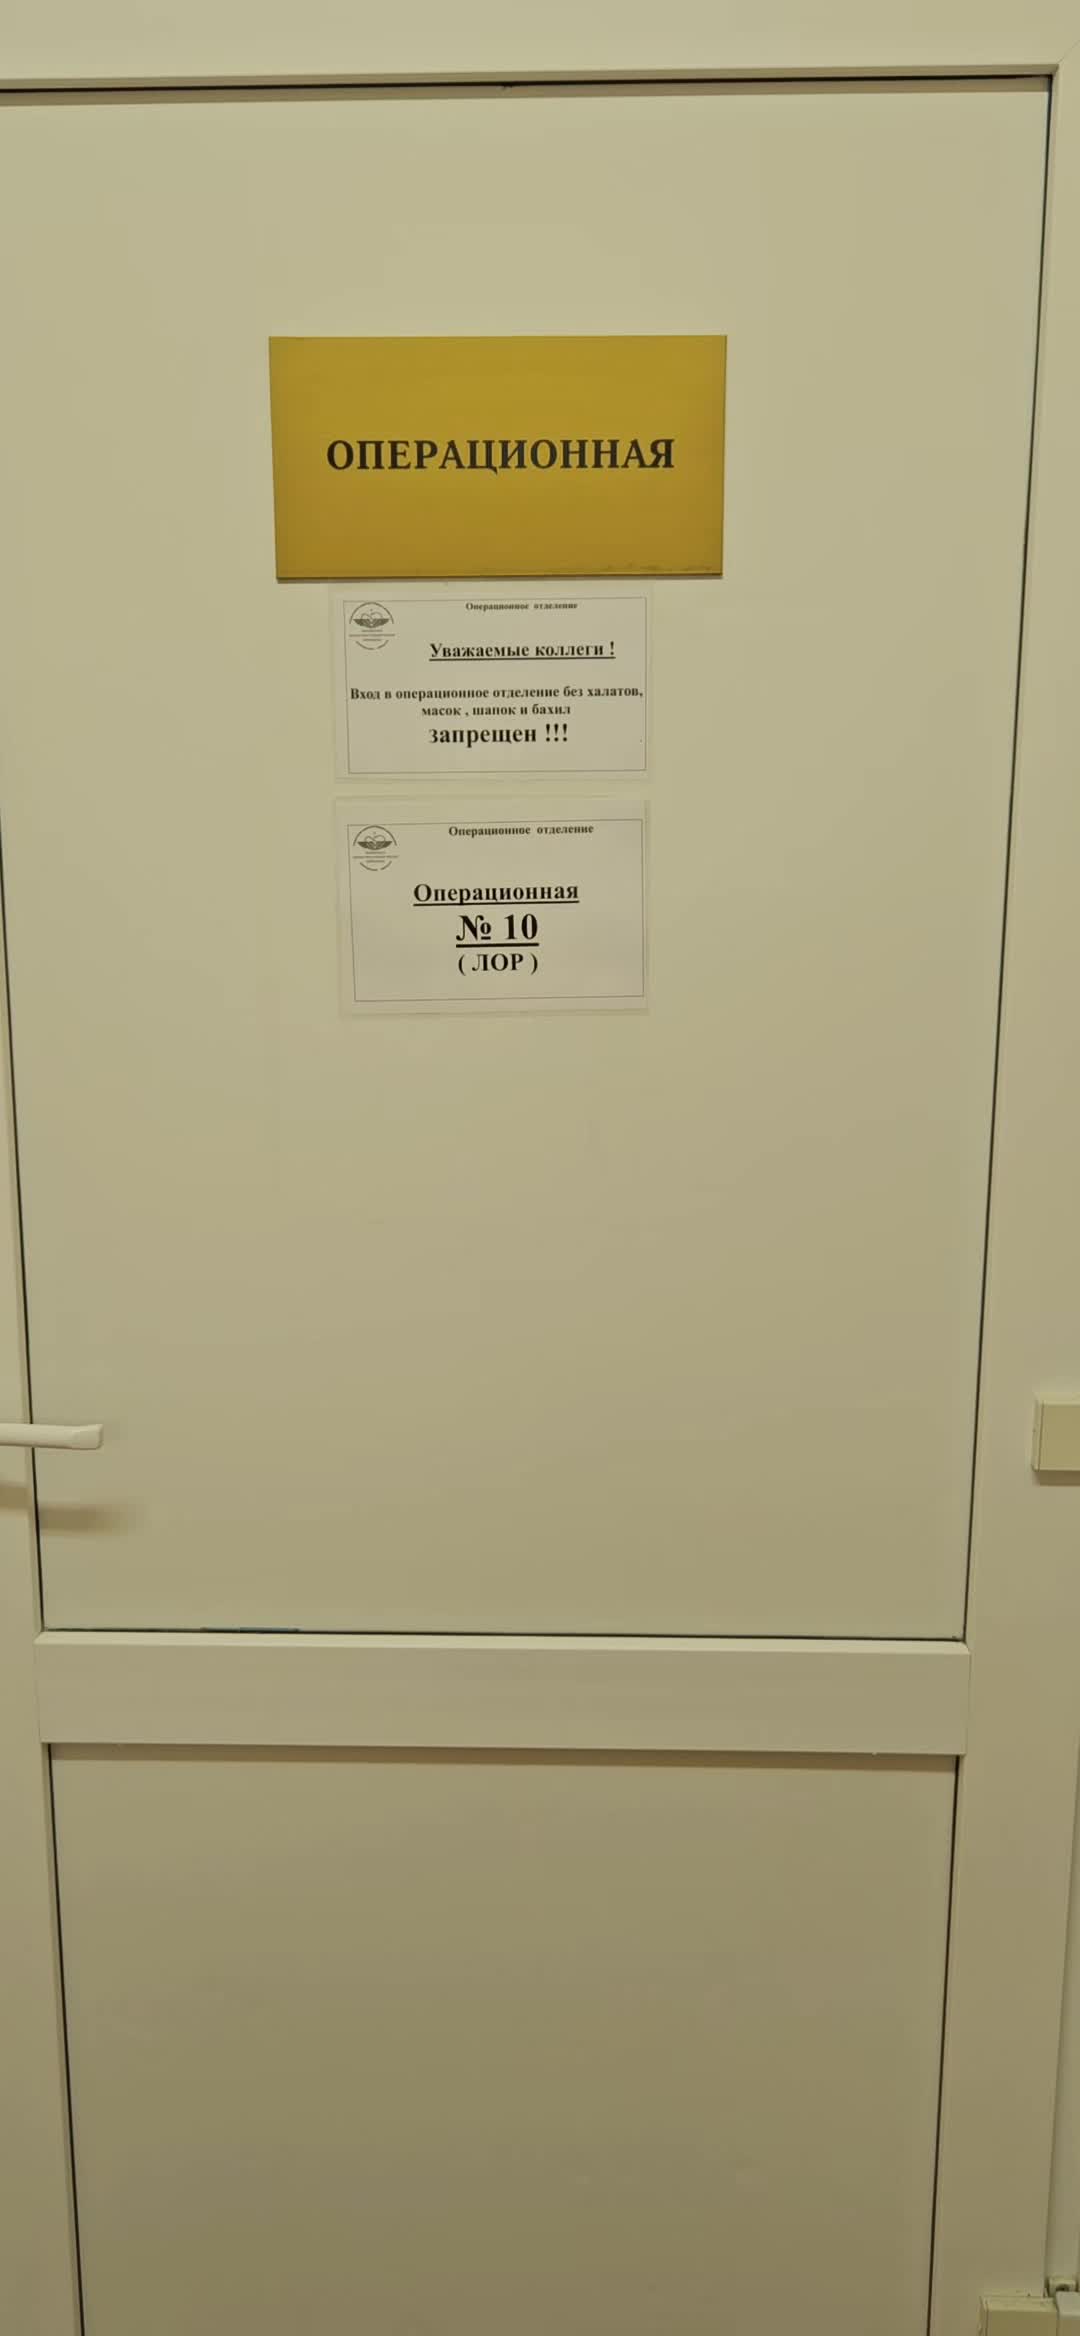 ОПЕРАЦИОННАЯ
Операционное отделение
Уважаемые коллеги !
Вход в операционное отделение без халатов,
масок , шапок и бахил
запрещен !!!
Операционное отделение
Операционная
№ 10
( ЛОР )